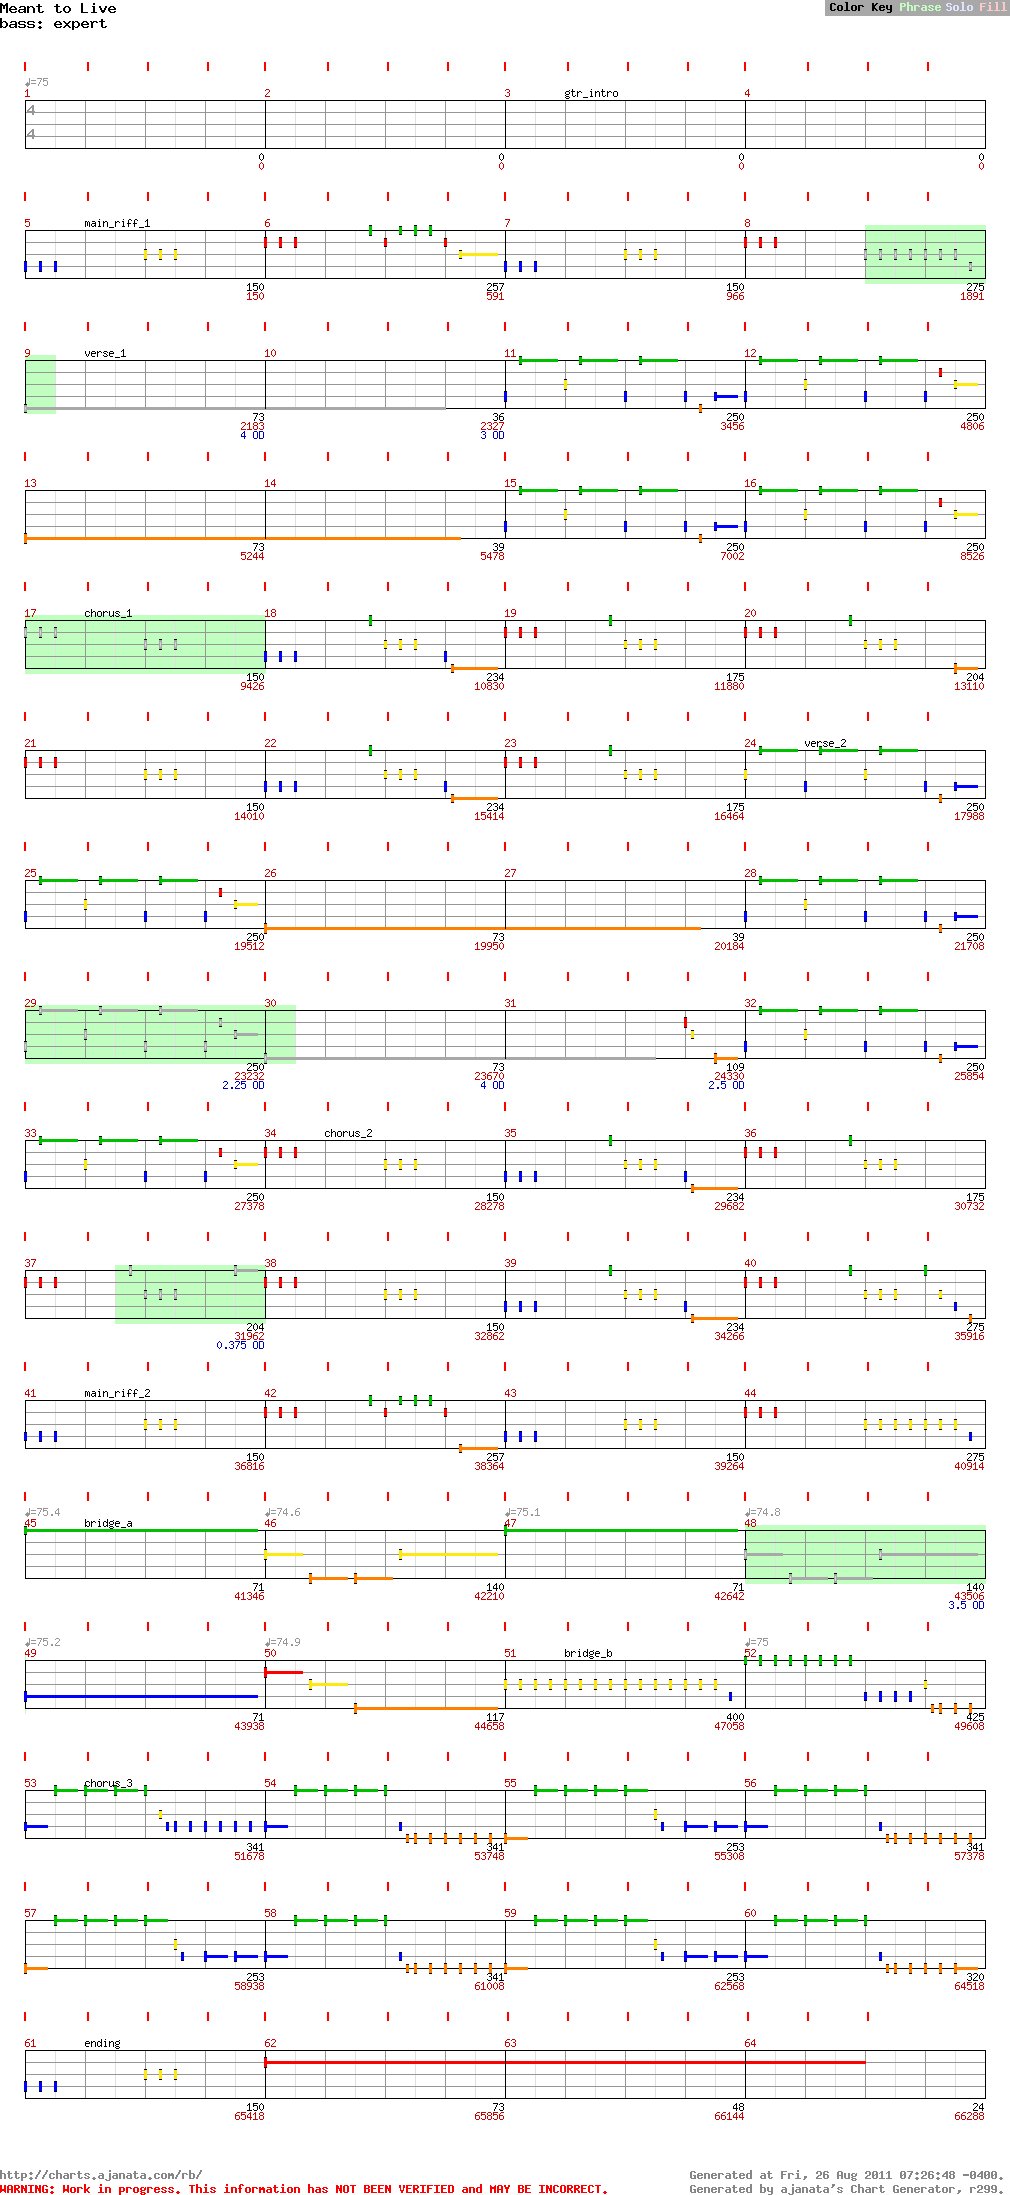 Meant to Live
bass: expert
Color Key Phrase Solo Fill
♩=75
1 2 3 gtr_intro 4
4
4
0 0 0 0
0 0 0 0
5 main_riff_1 6 7 8
150 257 150 275
150 591 966 1891
9 verse_1 10 11 12
73 36 250 250
2183 2327 3456 4806
4 OD 3 OD
13 14 15 16
73 39 250 250
5244 5478 7002 8526
17 chorus_1 18 19 20
150 234 175 204
9426 10830 11880 13110
21 22 23 24 verse_2
150 234 175 250
14010 15414 16464 17988
25 26 27 28
250 73 39 250
19512 19950 20184 21708
29 30 31 32
250 73 109 250
23232 23670 24330 25854
2.25 OD 4 OD 2.5 OD
33 34 chorus_2 35 36
250 150 234 175
27378 28278 29682 30732
37 38 39 40
204 150 234 275
31962 32862 34266 35916
0.375 OD
41 main_riff_2 42 43 44
150 257 150 275
36816 38364 39264 40914
♩=75.4 ♩=74.6 ♩=75.1 ♩=74.8
45 bridge_a 46 47 48
71 140 71 140
41346 42210 42642 43506
3.5 OD
♩=75.2 ♩=74.9 ♩=75
49 50 51 bridge_b 52
71 117 400 425
43938 44658 47058 49608
53 chorus_3 54 55 56
341 341 253 341
51678 53748 55308 57378
57 58 59 60
253 341 253 320
58938 61008 62568 64518
61 ending 62 63 64
150 73 48 24
65418 65856 66144 66288
http://charts.ajanata.com/rb/
Generated at Fri, 26 Aug 2011 07:26:48 -0400.
WARNING: Work in progress. This information has NOT BEEN VERIFIED and MAY BE INCORRECT.
Generated by ajanata's Chart Generator, r299.